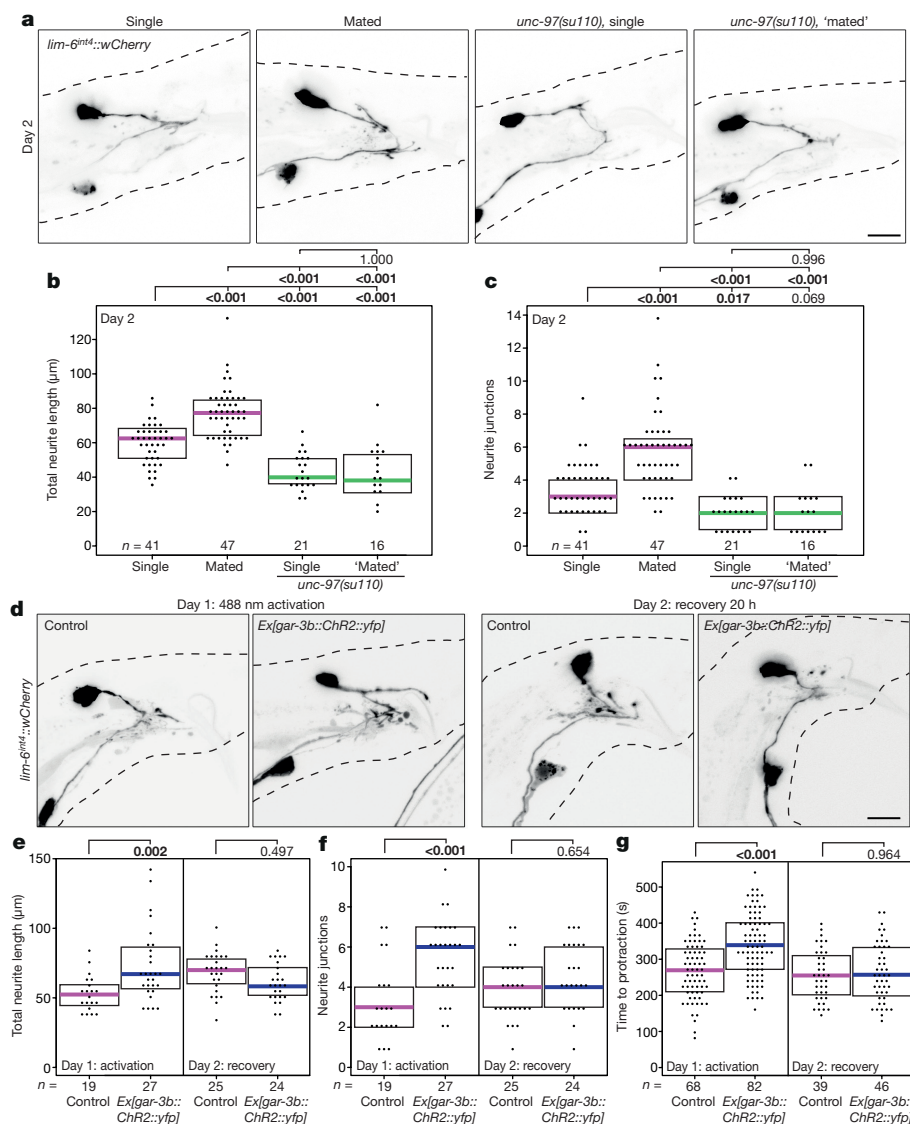 a
Single
Mated
unc-97(su110), single
unc-97(su110), ‘mated’
lim-6int4::wCherry
Day 2
b
1.000
<0.001
<0.001
<0.001
<0.001
<0.001
Day 2
Total neurite length (µm)
120
100
80
60
40
20
0
n = 41
47
21
16
Single
Mated
Single
‘Mated’
unc-97(su110)
c
0.996
<0.001
<0.001
<0.001
0.017
0.069
Day 2
Neurite junctions
14
12
10
8
6
4
2
0
n = 41
47
21
16
Single
Mated
Single
‘Mated’
unc-97(su110)
d
Day 1: 488 nm activation
Day 2: recovery 20 h
Control
Ex[gar-3b::ChR2::yfp]
Control
Ex[gar-3b::ChR2::yfp]
lim-6int4::wCherry
e
0.002
0.497
Total neurite length (µm)
150
100
50
0
Day 1: activation
Day 2: recovery
n =
19
27
25
24
Control
Ex[gar-3b::
ChR2::yfp]
Control
Ex[gar-3b::
ChR2::yfp]
f
<0.001
0.654
Neurite junctions
10
8
6
4
2
0
Day 1: activation
Day 2: recovery
n =
19
27
25
24
Control
Ex[gar-3b::
ChR2::yfp]
Control
Ex[gar-3b::
ChR2::yfp]
g
<0.001
0.964
Time to protraction (s)
500
400
300
200
100
0
Day 1: activation
Day 2: recovery
n =
68
82
39
46
Control
Ex[gar-3b::
ChR2::yfp]
Control
Ex[gar-3b::
ChR2::yfp]